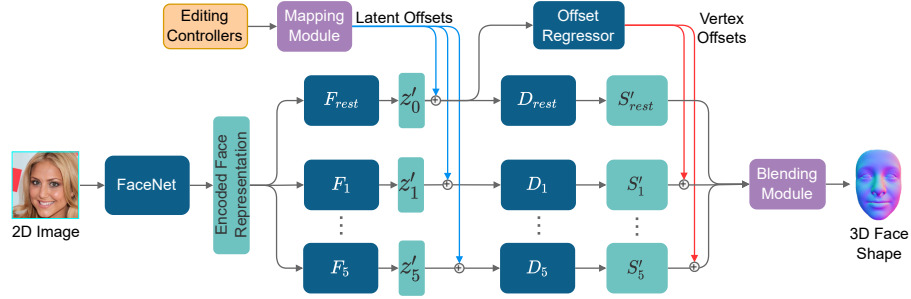 Editing
Controllers
Mapping
Module
Latent Offsets
Offset
Regressor
Vertex
Offsets
F_rest
z'_0
D_rest
S'_rest
2D Image
FaceNet
Encoded Face
Representation
F_1
z'_1
D_1
S'_1
F_5
z'_5
D_5
S'_5
Blending
Module
3D Face
Shape